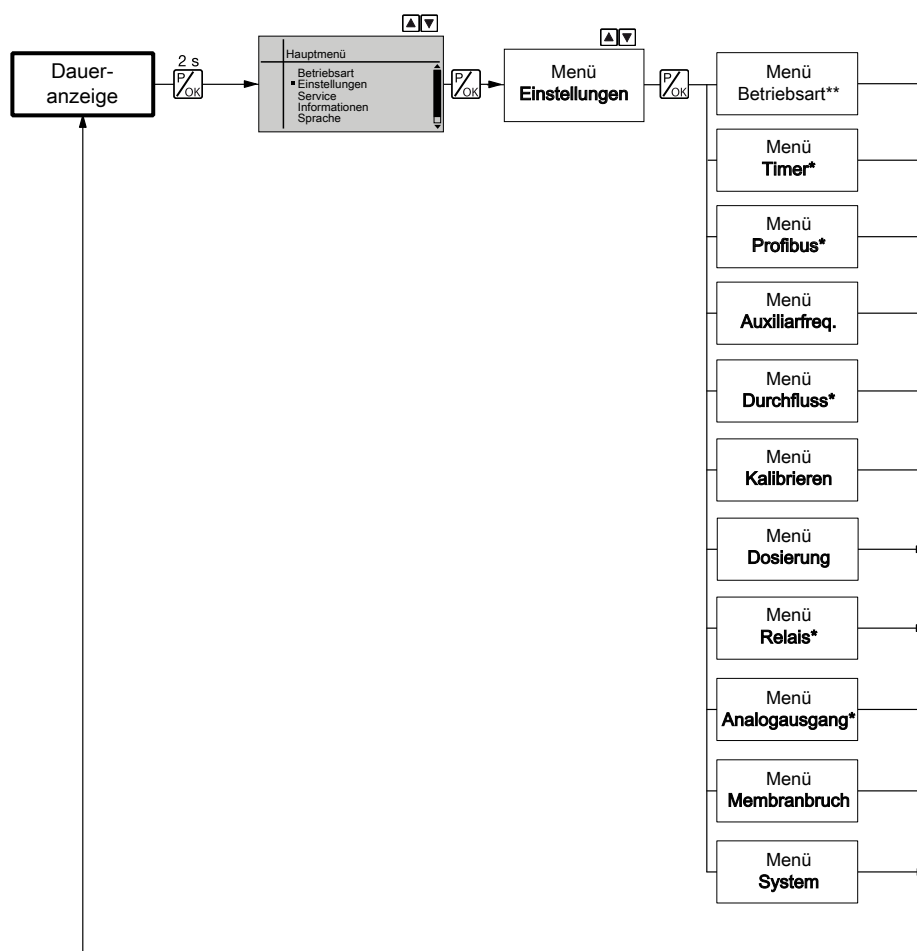 Dauer-
anzeige
2 s
P/OK
Hauptmenü
Betriebsart
Einstellungen
Service
Informationen
Sprache
P/OK
Menü
Einstellungen
P/OK
Menü
Betriebsart**
Menü
Timer*
Menü
Profibus*
Menü
Auxiliarfreq.
Menü
Durchfluss*
Menü
Kalibrieren
Menü
Dosierung
Menü
Relais*
Menü
Analogausgang*
Menü
Membranbruch
Menü
System